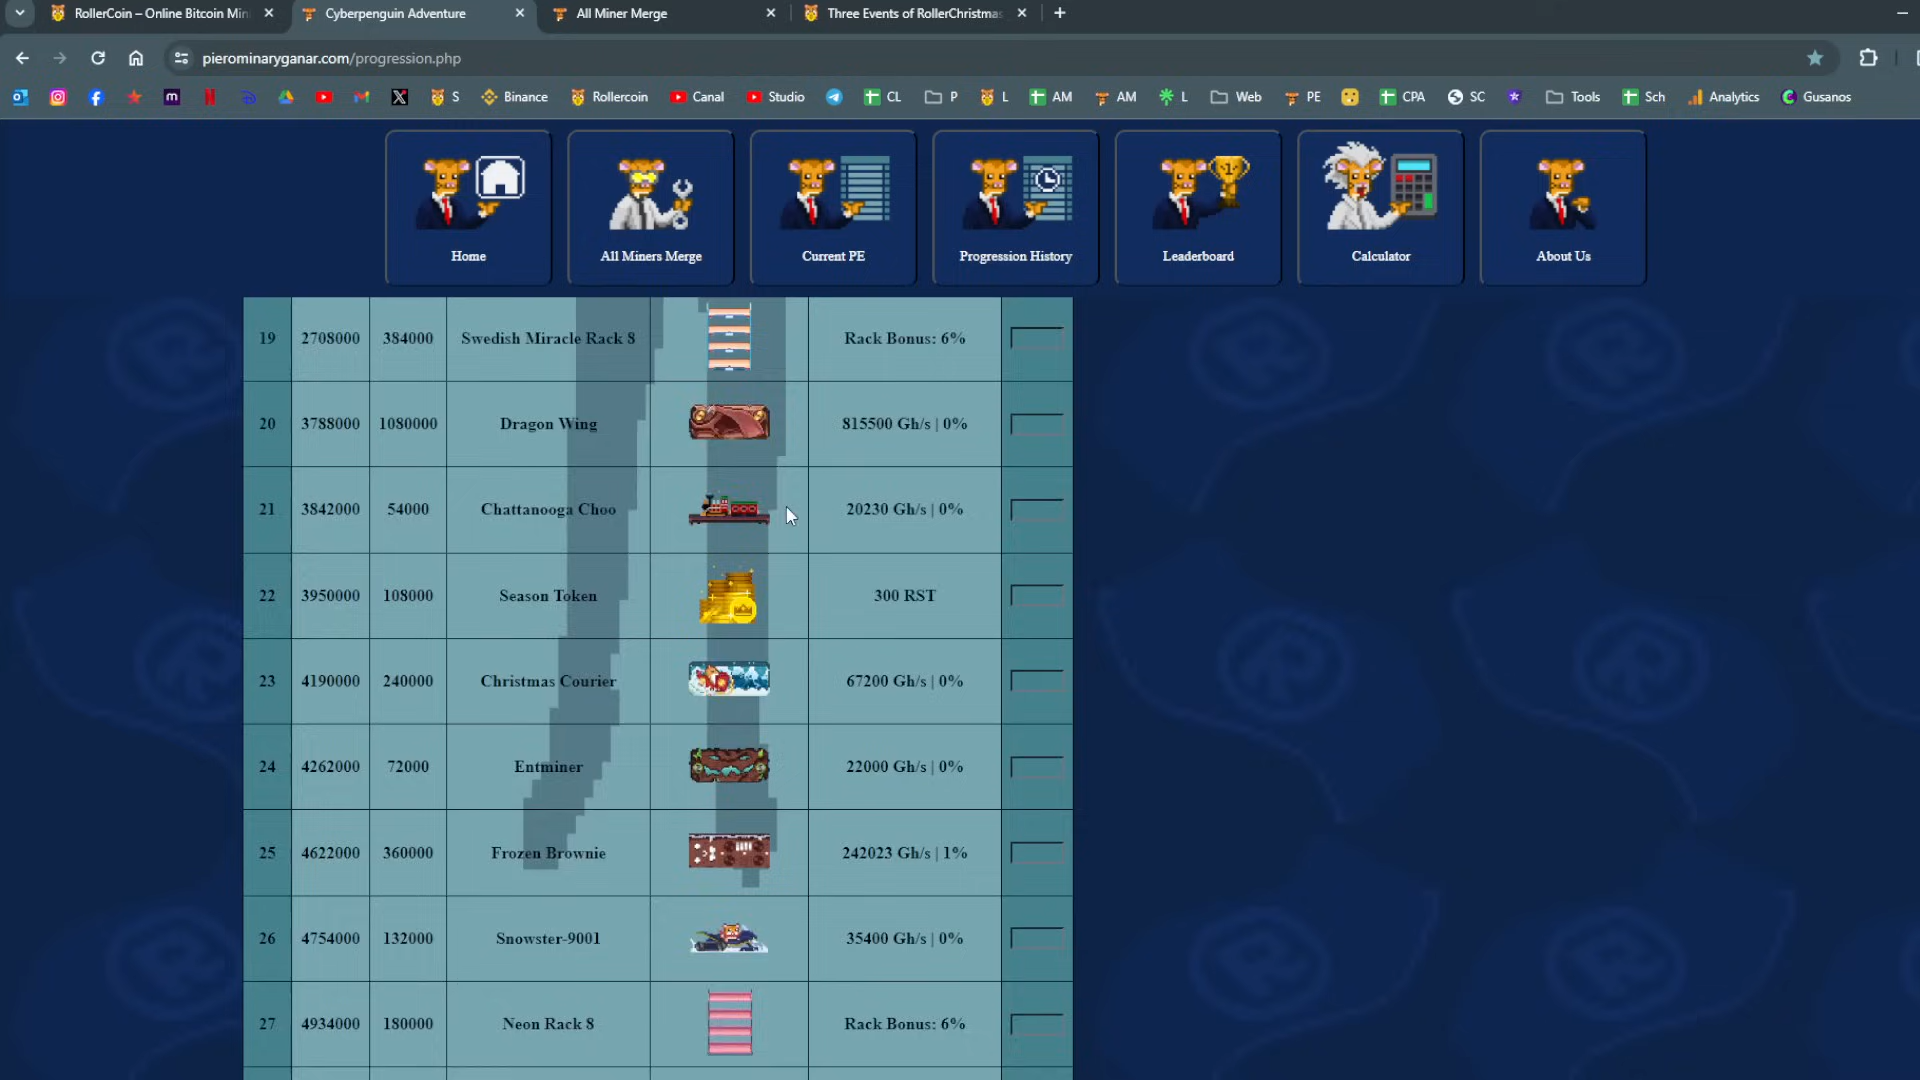 RollerCoin – Online Bitcoin Min
Cyberpenguin Adventure
All Miner Merge
Three Events of RollerChristmas
pierominaryganar.com/progression.php
S
Binance
Rollercoin
Canal
Studio
CL
P
L
AM
AM
L
Web
PE
CPA
SC
Tools
Sch
Analytics
Gusanos
Home
All Miners Merge
Current PE
Progression History
Leaderboard
Calculator
About Us
19 2708000 384000 Swedish Miracle Rack 8 Rack Bonus: 6%
20 3788000 1080000 Dragon Wing 815500 Gh/s | 0%
21 3842000 54000 Chattanooga Choo 20230 Gh/s | 0%
22 3950000 108000 Season Token 300 RST
23 4190000 240000 Christmas Courier 67200 Gh/s | 0%
24 4262000 72000 Entminer 22000 Gh/s | 0%
25 4622000 360000 Frozen Brownie 242023 Gh/s | 1%
26 4754000 132000 Snowster-9001 35400 Gh/s | 0%
27 4934000 180000 Neon Rack 8 Rack Bonus: 6%